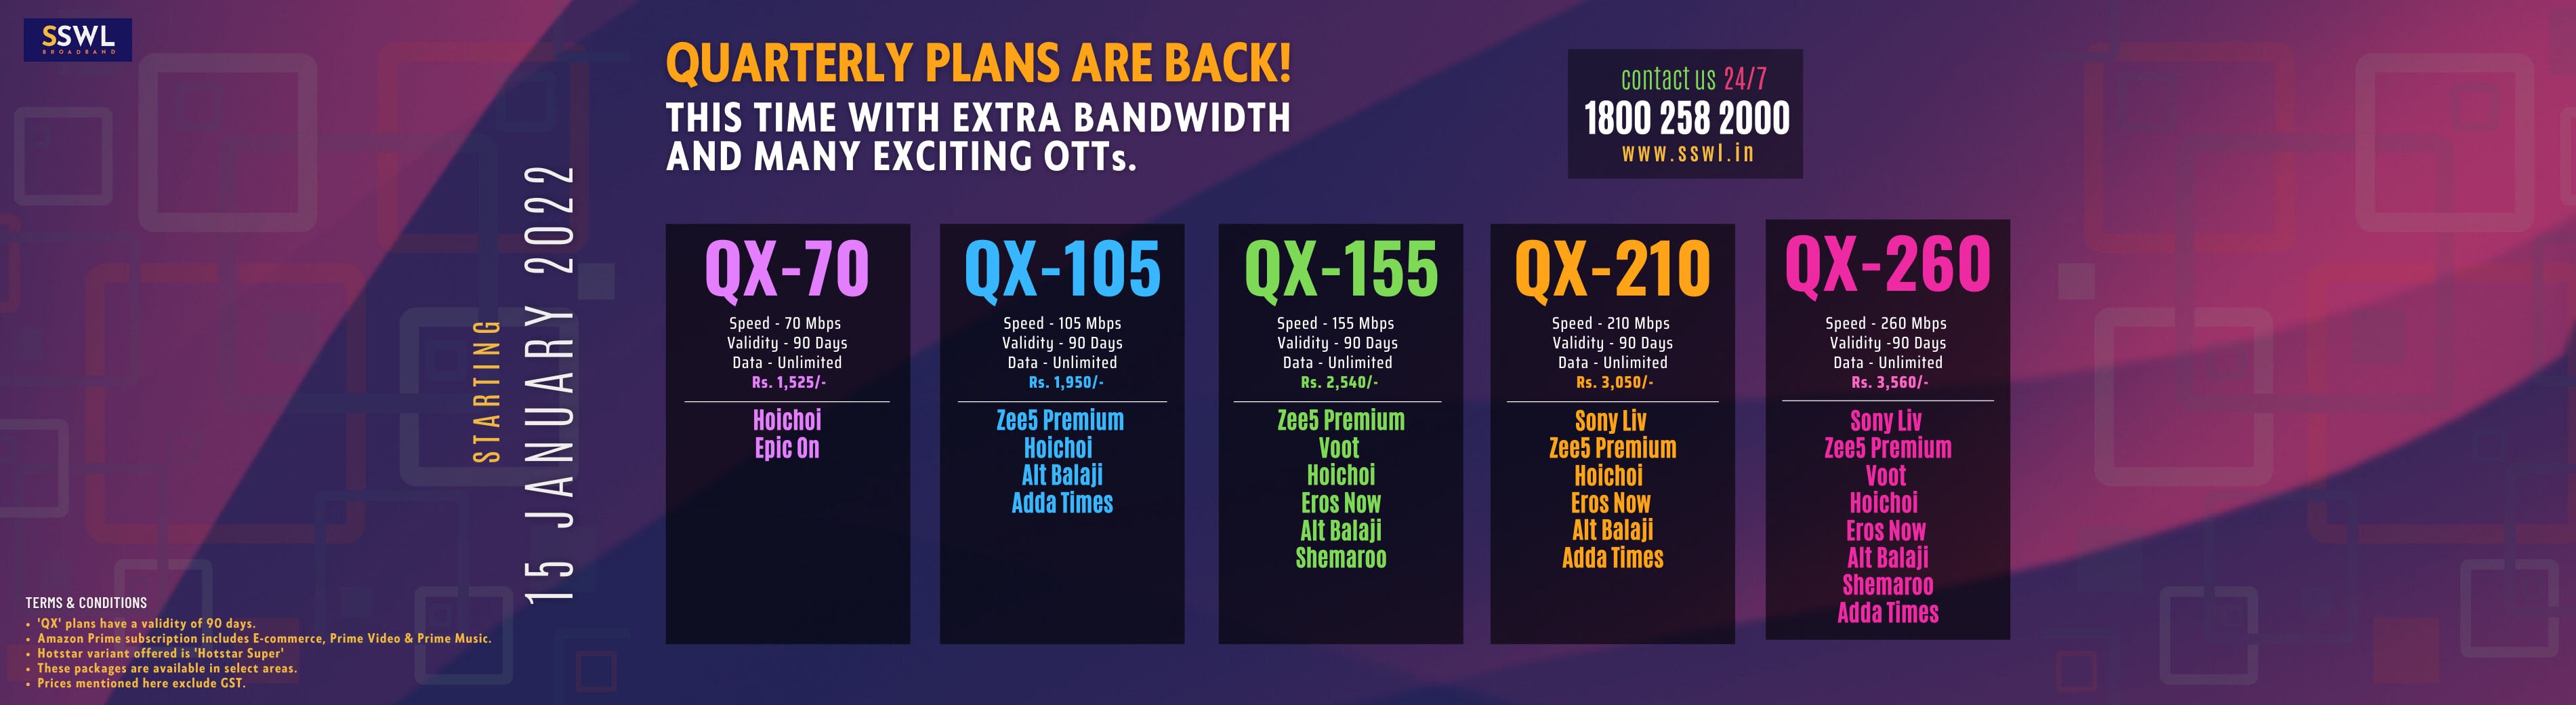 SSWL
BROADBAND
QUARTERLY PLANS ARE BACK!
THIS TIME WITH EXTRA BANDWIDTH
AND MANY EXCITING OTTs.
contact us 24/7
1800 258 2000
www.sswl.in
STARTING
15 JANUARY 2022
QX-70
Speed - 70 Mbps
Validity - 90 Days
Data - Unlimited
Rs. 1,525/-
Hoichoi
Epic On
QX-105
Speed - 105 Mbps
Validity - 90 Days
Data - Unlimited
Rs. 1,950/-
Zee5 Premium
Hoichoi
Alt Balaji
Adda Times
QX-155
Speed - 155 Mbps
Validity - 90 Days
Data - Unlimited
Rs. 2,540/-
Zee5 Premium
Voot
Hoichoi
Eros Now
Alt Balaji
Shemaroo
QX-210
Speed - 210 Mbps
Validity - 90 Days
Data - Unlimited
Rs. 3,050/-
Sony Liv
Zee5 Premium
Hoichoi
Eros Now
Alt Balaji
Adda Times
QX-260
Speed - 260 Mbps
Validity -90 Days
Data -Unlimited
Rs. 3,560/-
Sony Liv
Zee5 Premium
Voot
Hoichoi
Eros Now
Alt Balaji
Shemaroo
Adda Times
TERMS & CONDITIONS
• 'QX' plans have a validity of 90 days.
• Amazon Prime subscription includes E-commerce, Prime Video & Prime Music.
• Hotstar variant offered is 'Hotstar Super'
• These packages are available in select areas.
• Prices mentioned here exclude GST.